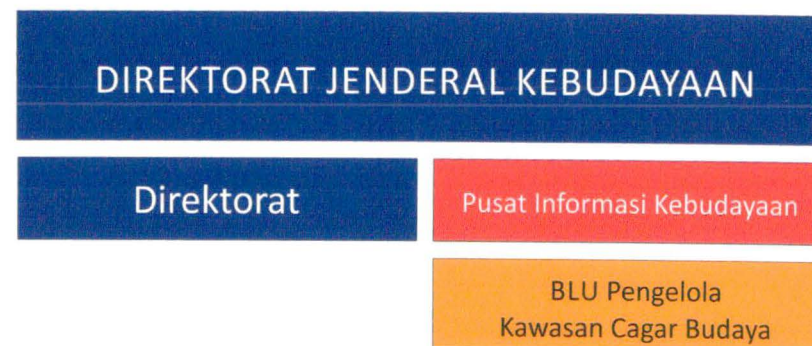 DIREKTORAT JENDERAL KEBUDAYAAN
Direktorat
Pusat Informasi Kebudayaan
BLU Pengelola
Kawasan Cagar Budaya